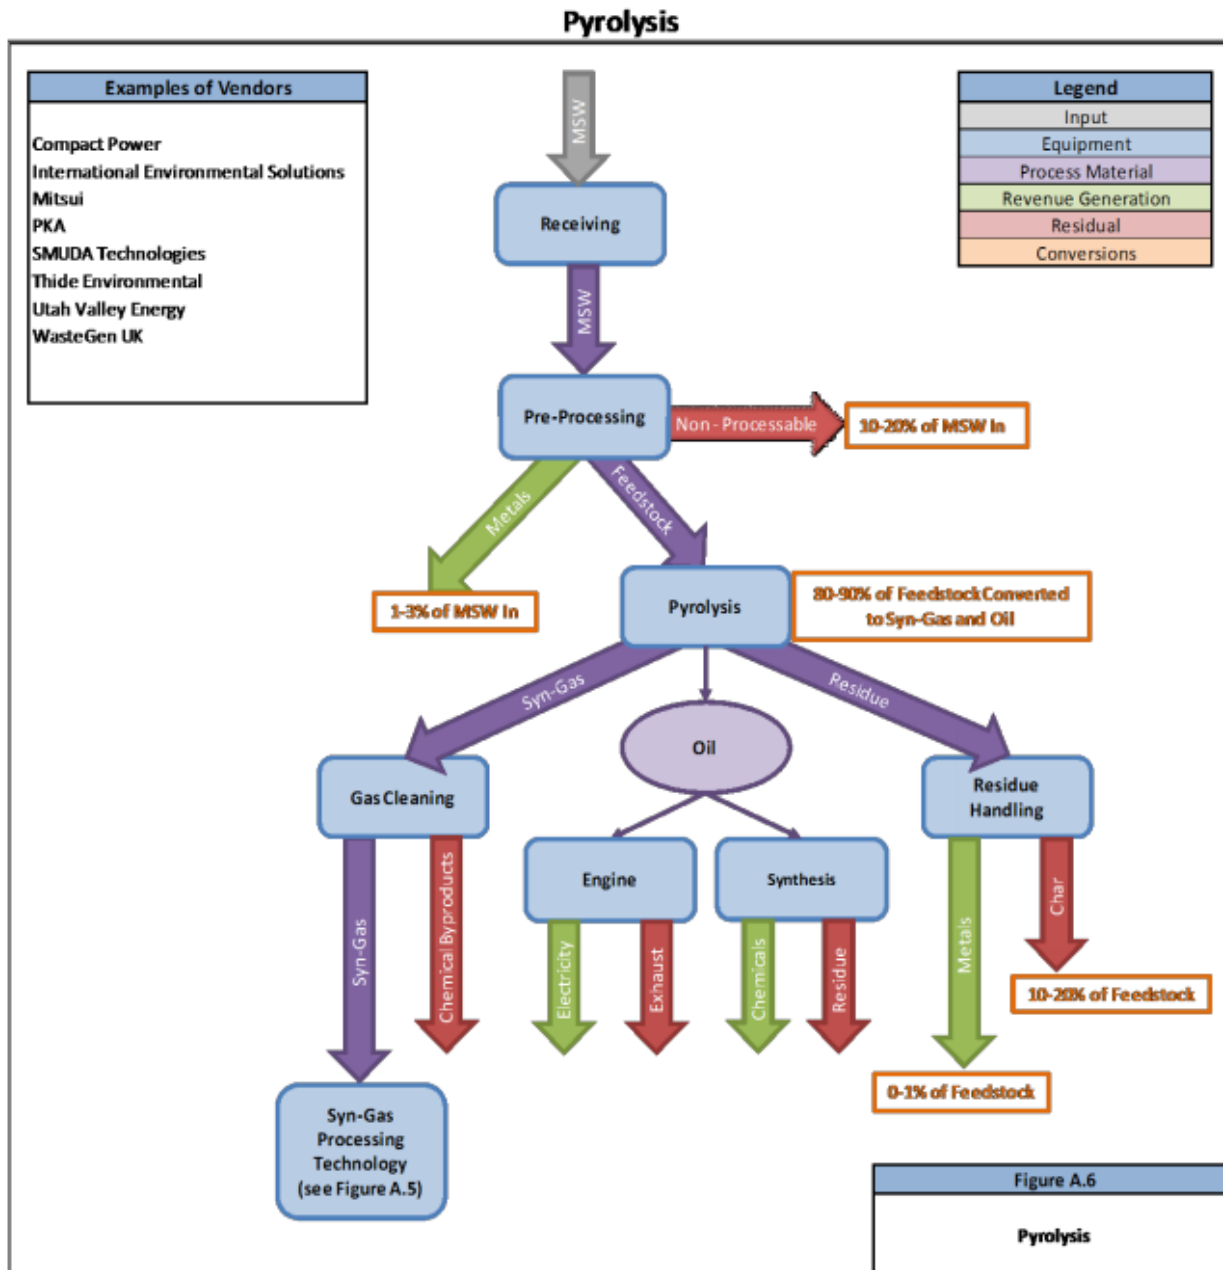 Pyrolysis
Examples of Vendors
Compact Power
International Environmental Solutions
Mitsui
PKA
SMUDA Technologies
Thide Environmental
Utah Valley Energy
WasteGen UK
Legend
Input
Equipment
Process Material
Revenue Generation
Residual
Conversions
MSW
Receiving
MSW
Pre-Processing
Non - Processable
10-20% of MSW In
Metals
Feedstock
1-3% of MSW In
Pyrolysis
80-90% of Feedstock Converted
to Syn-Gas and Oil
Syn-Gas
Residue
Oil
Gas Cleaning
Residue
Handling
Engine
Synthesis
Syn-Gas
Chemical Byproducts
Electricity
Exhaust
Chemicals
Residue
Metals
Char
10-20% of Feedstock
0-1% of Feedstock
Syn-Gas
Processing
Technology
(see Figure A.5)
Figure A.6
Pyrolysis